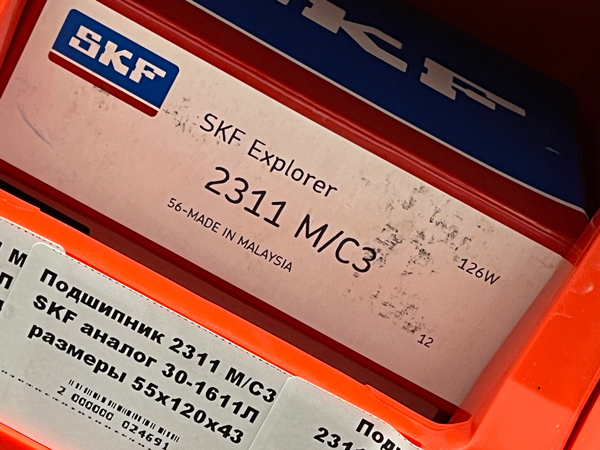 SKF
SKF
SKF Explorer
2311 M/C3
56-MADE IN MALAYSIA
126W
12
Подшипник 2311 M/C3
SKF аналог 30-1611Л
размеры 55x120x43
2 000000 024691